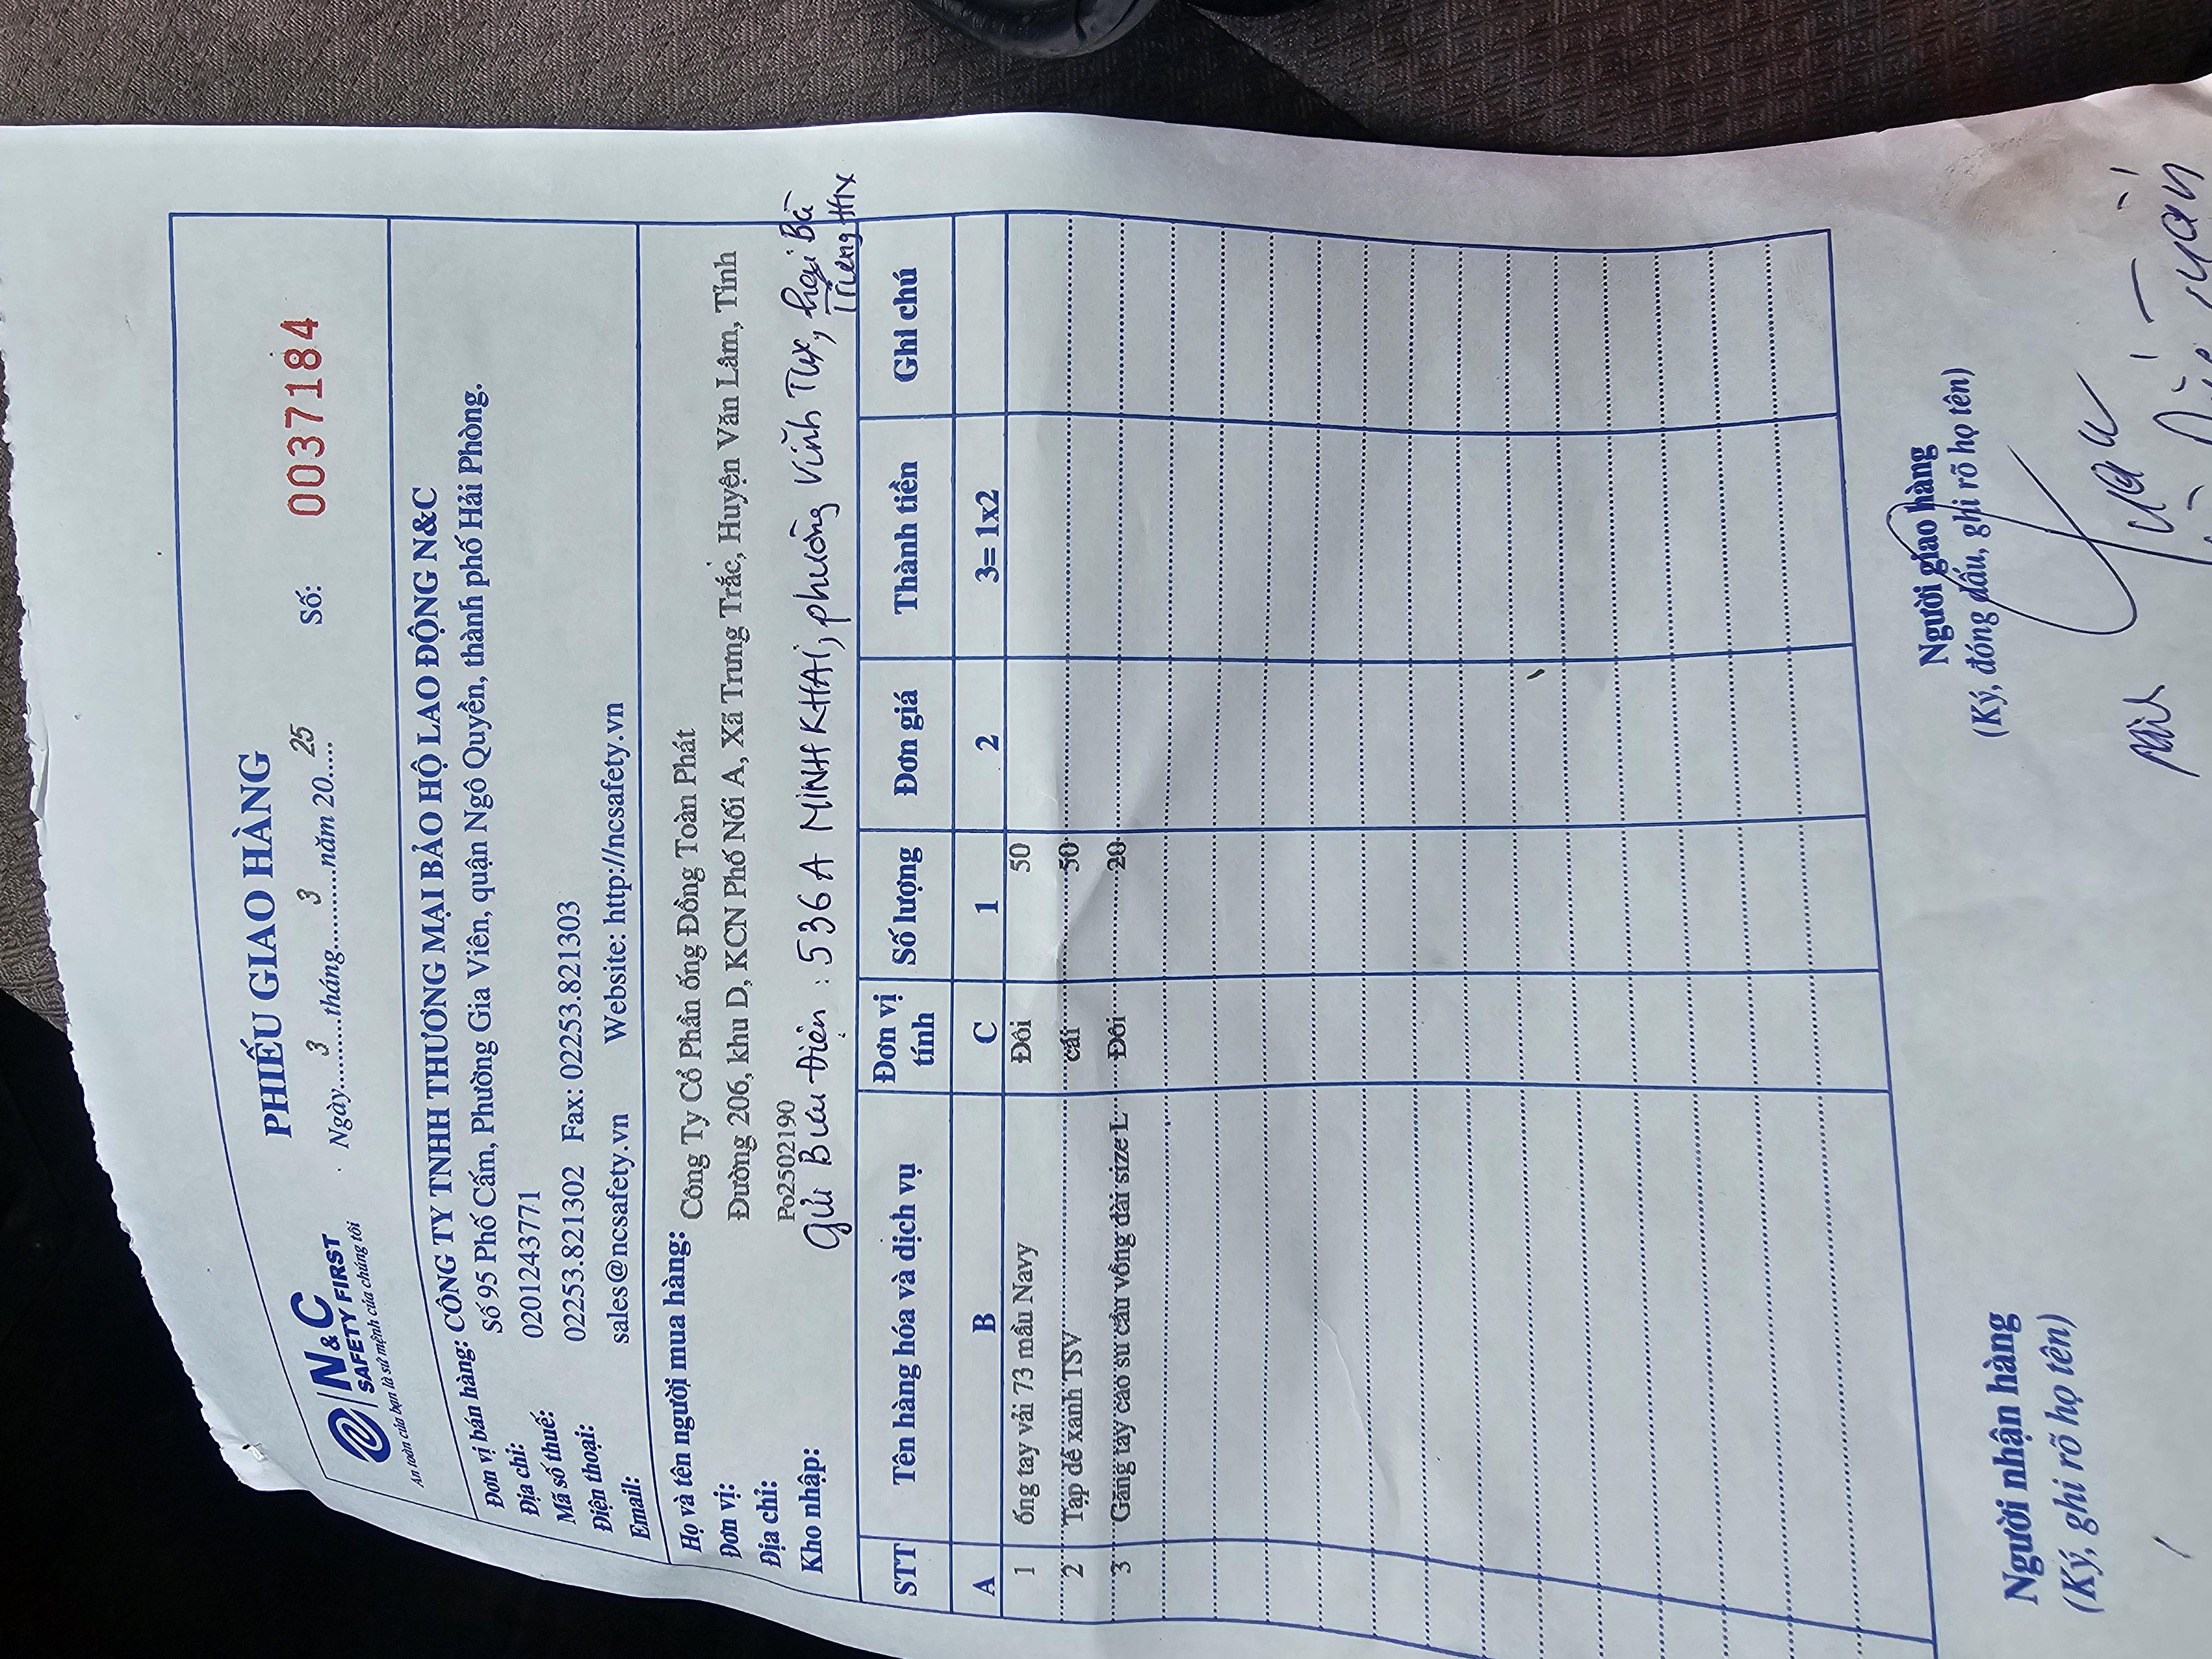 N&C
SAFETY FIRST
An toàn của bạn là sứ mệnh của chúng tôi
PHIẾU GIAO HÀNG
Ngày 3 tháng 3 năm 2025
Số: 0037184
Đơn vị bán hàng: CÔNG TY TNHH THƯƠNG MẠI BẢO HỘ LAO ĐỘNG N&C
Địa chỉ: Số 95 Phố Cấm, Phường Gia Viên, quận Ngô Quyền, thành phố Hải Phòng.
Mã số thuế: 0201243771
Điện thoại: 02253.821302 Fax: 02253.821303
Email: sales@ncsafety.vn Website: http://ncsafety.vn
Họ và tên người mua hàng:
Đơn vị: Công Ty Cổ Phần ống Đồng Toàn Phát
Địa chỉ: Đường 206, khu D, KCN Phố Nối A, Xã Trưng Trắc, Huyện Văn Lâm, Tỉnh
Kho nhập: Po2502190
Gửi Bưu Điện: 536A MINH KHAI, phường Vĩnh Tuy, Hai Bà
Trưng HN
STT Tên hàng hóa và dịch vụ Đơn vị tính Số lượng Đơn giá Thành tiền Ghi chú
A B C 1 2 3= 1x2
1 ống tay vải 73 mầu Navy Đôi 50
2 Tạp dề xanh TSV cái 50
3 Găng tay cao su cầu vồng dài size L Đôi 20
Người nhận hàng
(Ký, ghi rõ họ tên)
Người giao hàng
(Ký, đóng dấu, ghi rõ họ tên)